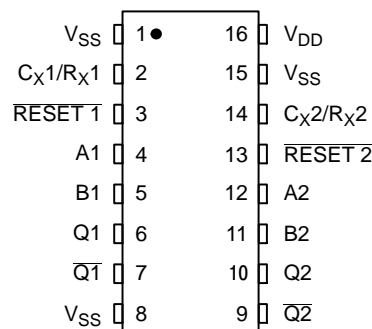 VSS 1 16 VDD
CX1/RX1 2 15 VSS
RESET 1 3 14 CX2/RX2
A1 4 13 RESET 2
B1 5 12 A2
Q1 6 11 B2
Q1 7 10 Q2
VSS 8 9 Q2